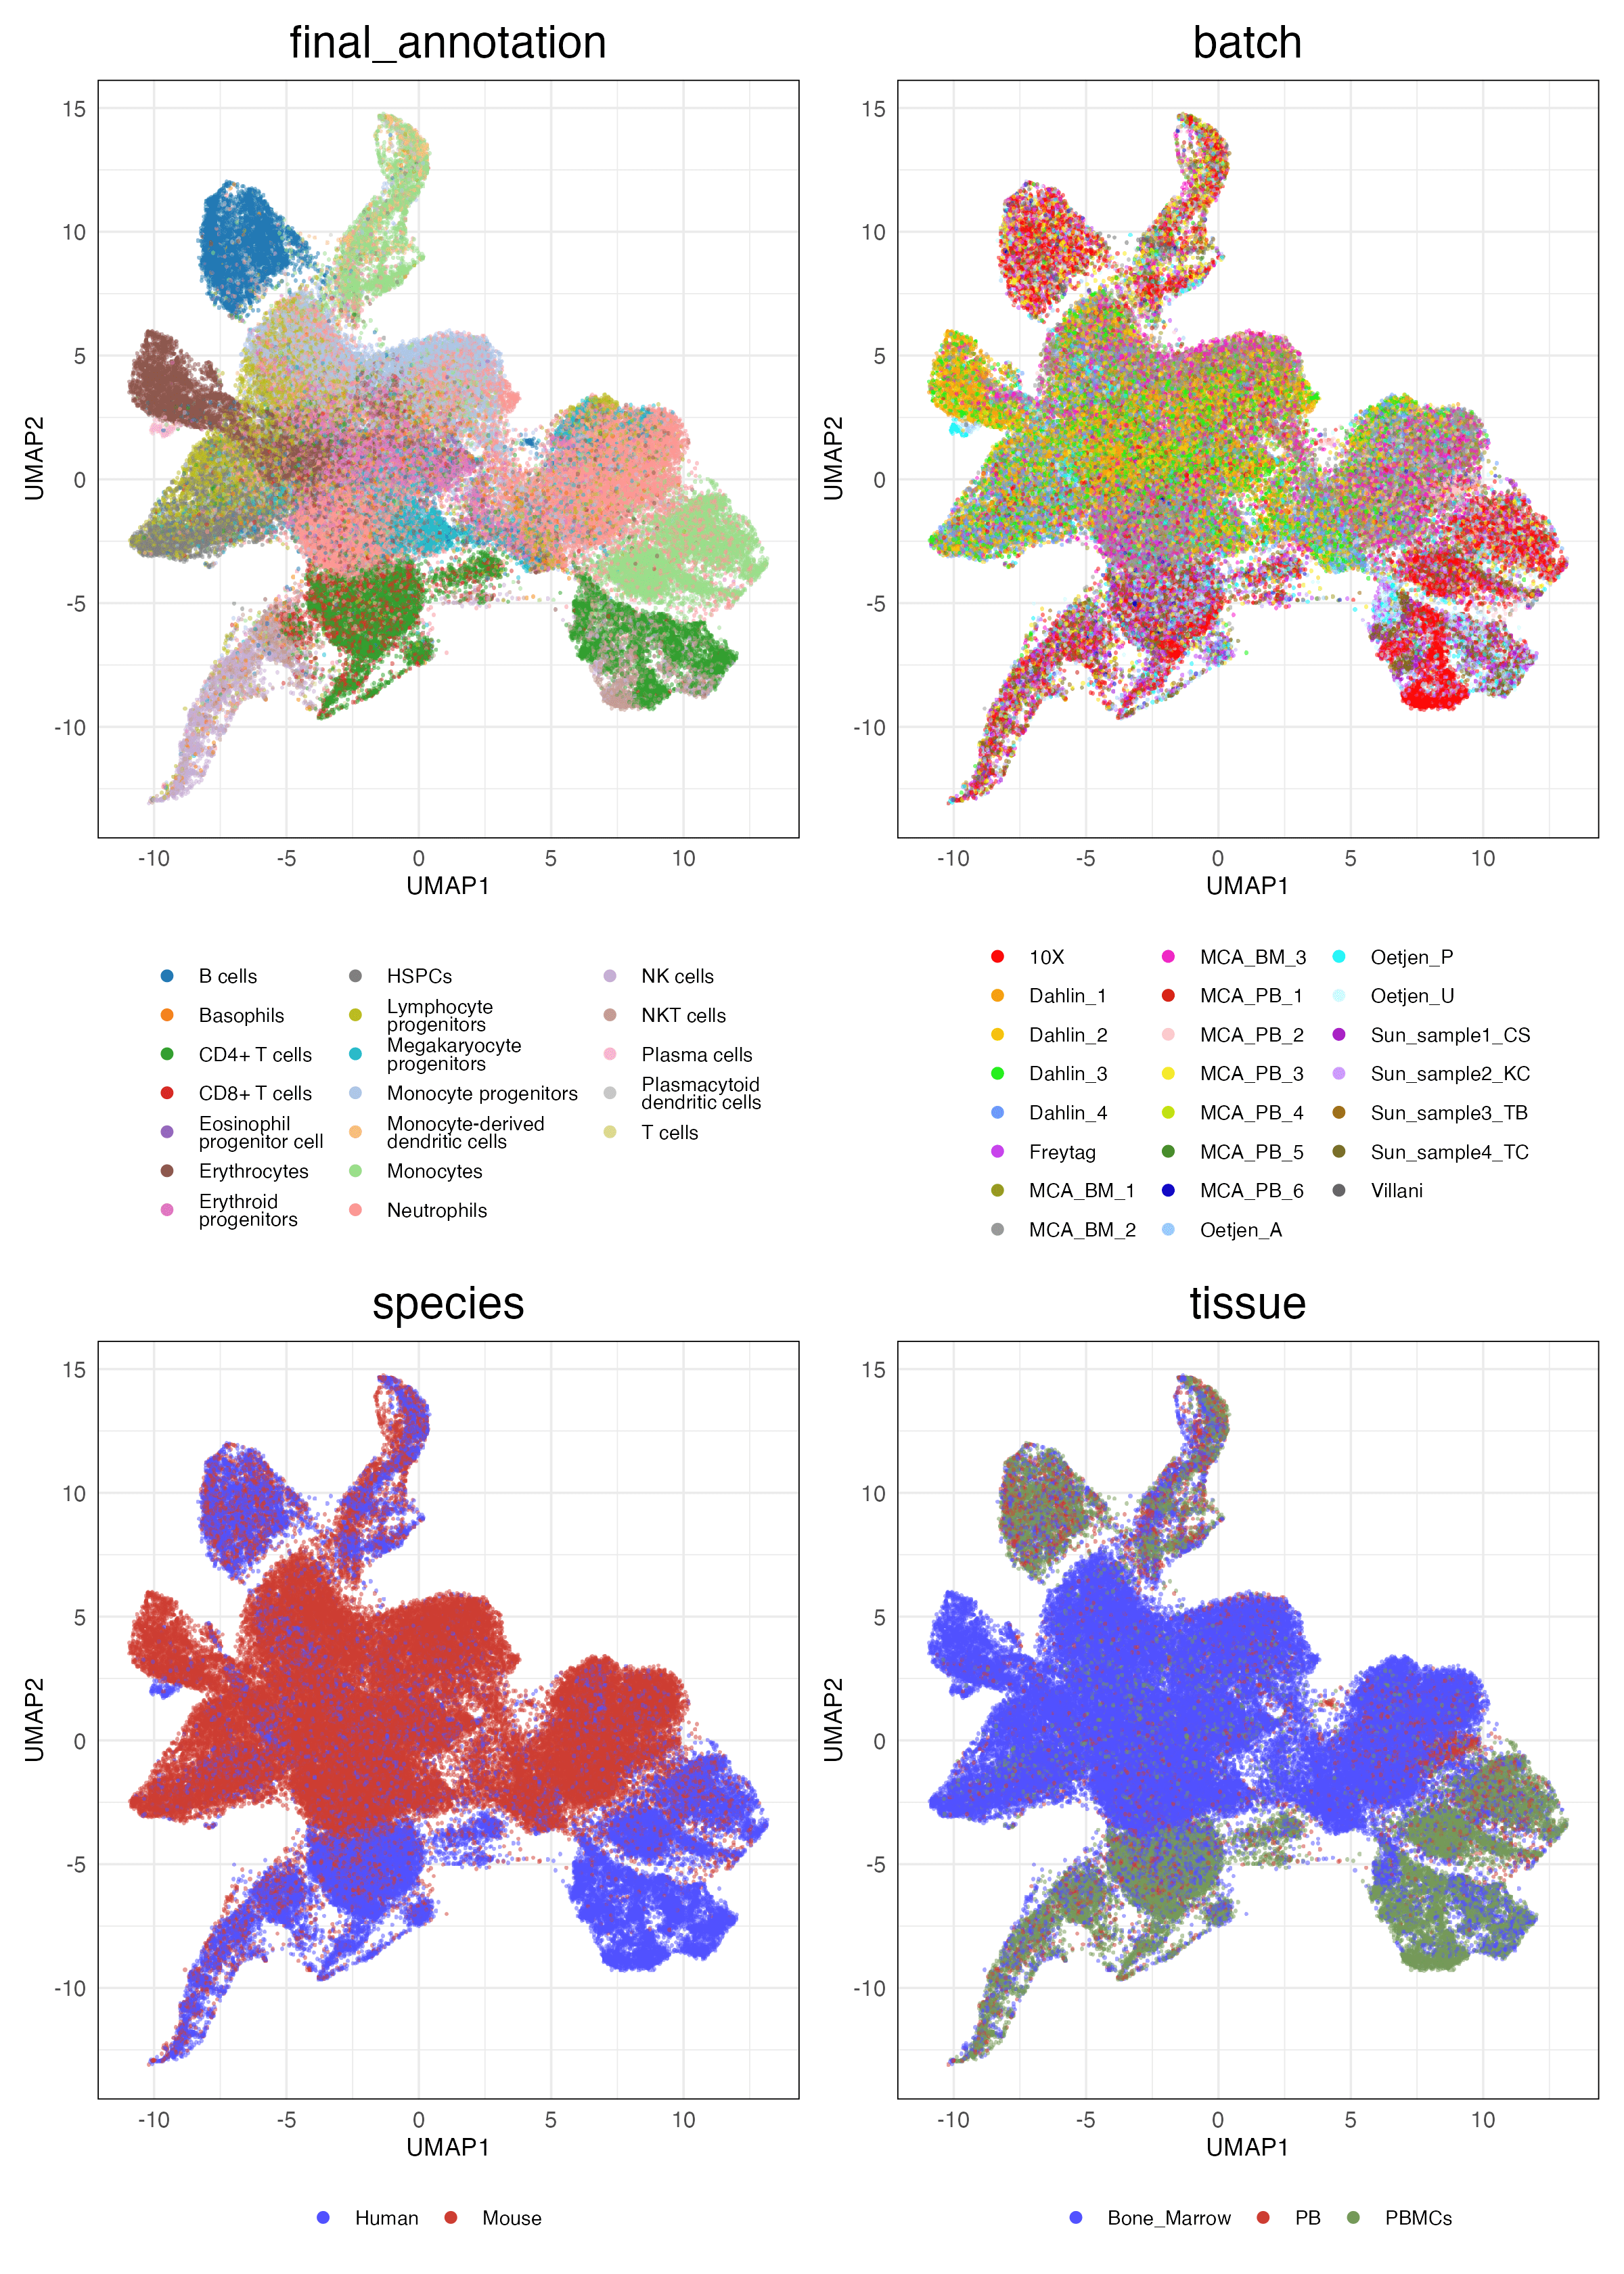 final_annotation
batch
15
10
5
0
-5
-10
UMAP2
-10
-5
0
5
10
UMAP1
15
10
5
0
-5
-10
UMAP2
-10
-5
0
5
10
UMAP1
B cells
Basophils
CD4+ T cells
CD8+ T cells
Eosinophil
progenitor cell
Erythrocytes
Erythroid
progenitors
HSPCs
Lymphocyte
progenitors
Megakaryocyte
progenitors
Monocyte progenitors
Monocyte-derived
dendritic cells
Monocytes
Neutrophils
NK cells
NKT cells
Plasma cells
Plasmacytoid
dendritic cells
T cells
10X
Dahlin_1
Dahlin_2
Dahlin_3
Dahlin_4
Freytag
MCA_BM_1
MCA_BM_2
MCA_BM_3
MCA_PB_1
MCA_PB_2
MCA_PB_3
MCA_PB_4
MCA_PB_5
MCA_PB_6
Oetjen_A
Oetjen_P
Oetjen_U
Sun_sample1_CS
Sun_sample2_KC
Sun_sample3_TB
Sun_sample4_TC
Villani
species
tissue
15
10
5
0
-5
-10
UMAP2
-10
-5
0
5
10
UMAP1
15
10
5
0
-5
-10
UMAP2
-10
-5
0
5
10
UMAP1
Human
Mouse
Bone_Marrow
PB
PBMCs